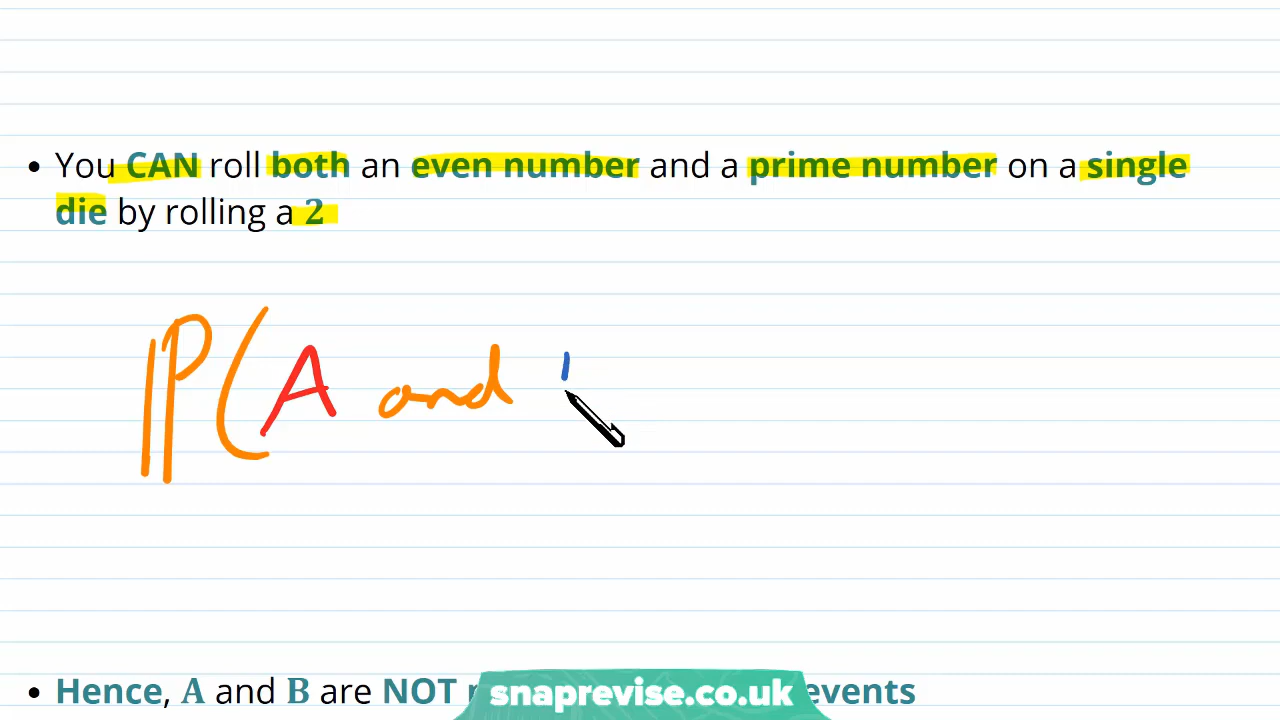 • You CAN roll both an even number and a prime number on a single
die by rolling a 2
ℙ(A and
• Hence, A and B are NOT
events
snaprevise.co.uk